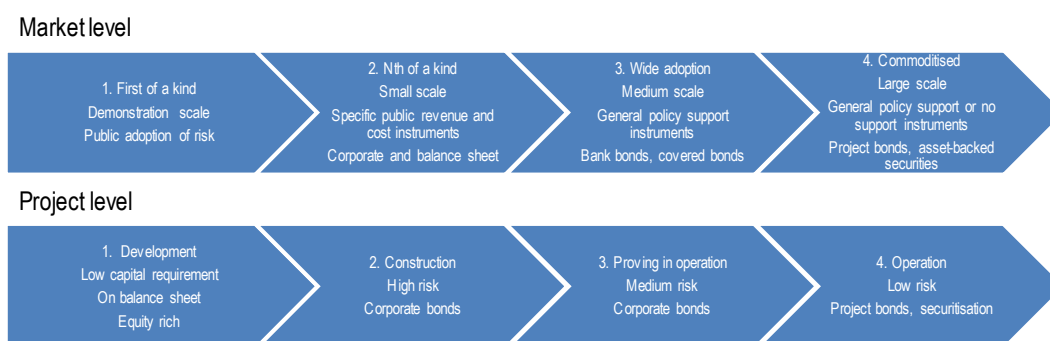 Market level
1. First of a kind
Demonstration scale
Public adoption of risk
2. Nth of a kind
Small scale
Specific public revenue and
cost instruments
Corporate and balance sheet
3. Wide adoption
Medium scale
General policy support
instruments
Bank bonds, covered bonds
4. Commoditised
Large scale
General policy support or no
support instruments
Project bonds, asset-backed
securities
Project level
1. Development
Low capital requirement
On balance sheet
Equity rich
2. Construction
High risk
Corporate bonds
3. Proving in operation
Medium risk
Corporate bonds
4. Operation
Low risk
Project bonds, securitisation